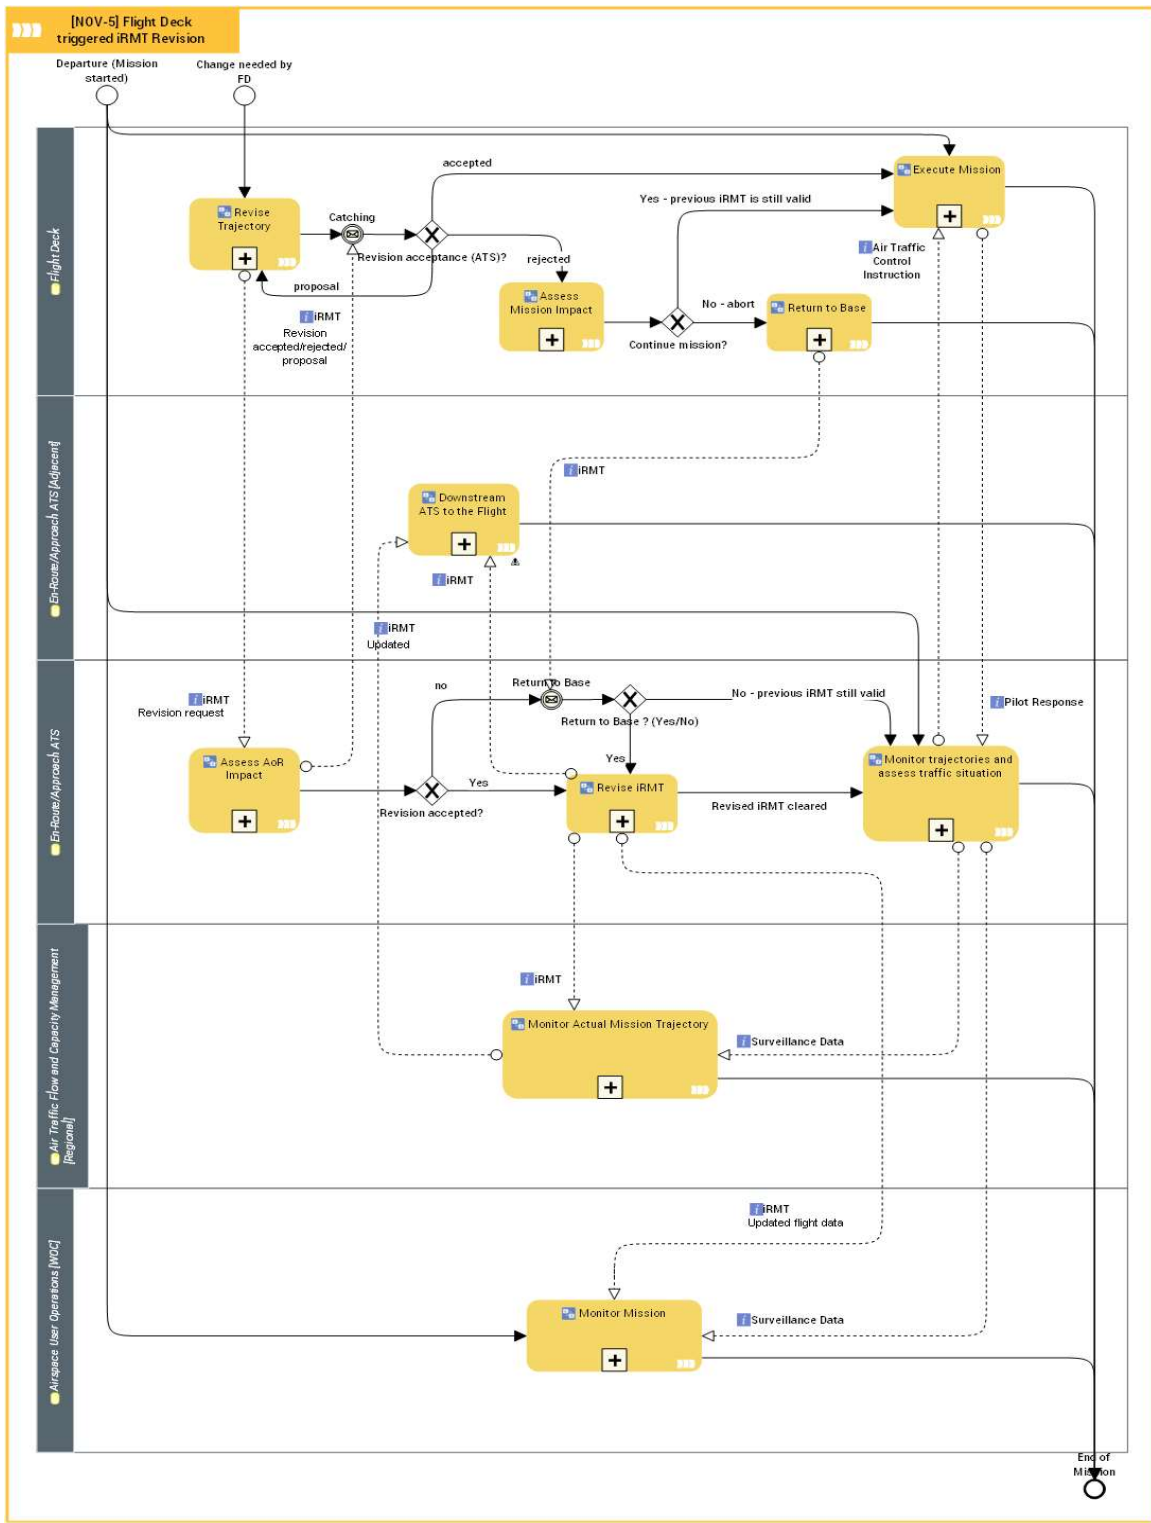 [NOV-5] Flight Deck
triggered iRMT Revision
Departure (Mission
started)
Change needed by
FD
Flight Deck
accepted
Execute Mission
Yes - previous iRMT is still valid
Revise
Trajectory
Catching
Revision acceptance (ATS)?
rejected
Air Traffic
Control
Instruction
proposal
Assess
Mission Impact
No - abort
Return to Base
Continue mission?
iRMT
Revision
accepted/rejected/
proposal
En-Route/Approach ATS [Adjacent]
iRMT
Downstream
ATS to the Flight
iRMT
iRMT
Updated
En-Route/Approach ATS
no
Return to Base
No - previous iRMT still valid
iRMT
Revision request
Pilot Response
Return to Base ? (Yes/No)
Assess AoR
Impact
Yes
Monitor trajectories and
assess traffic situation
Yes
Revise iRMT
Revised iRMT cleared
Revision accepted?
Air Traffic Flow and Capacity Management
[Regional]
iRMT
Monitor Actual Mission Trajectory
Surveillance Data
Airspace User Operations [WOC]
iRMT
Updated flight data
Monitor Mission
Surveillance Data
End of
Mission